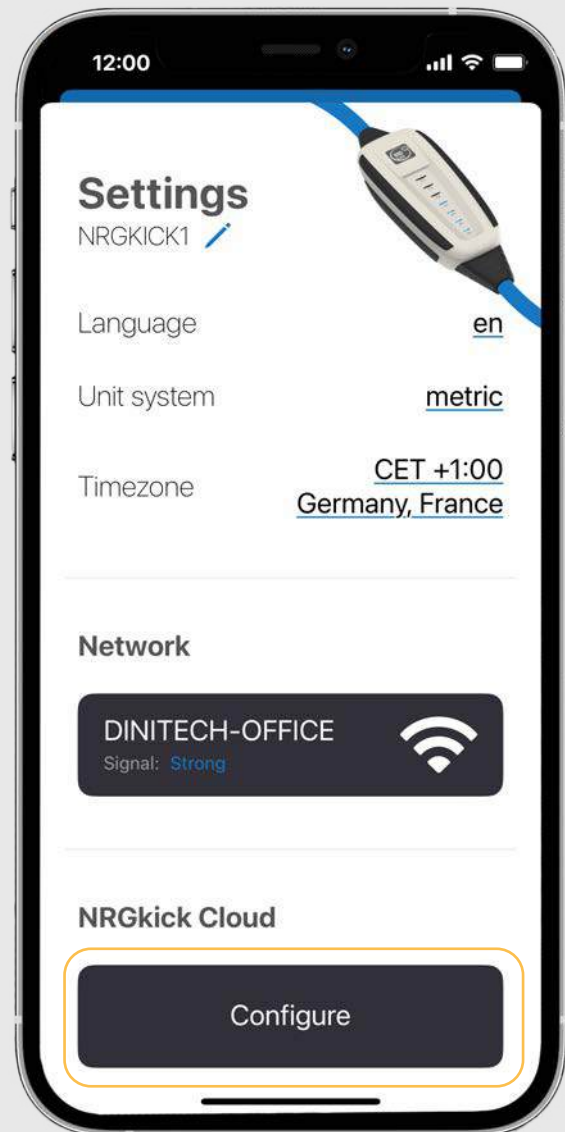 12:00
Settings
NRGKICK1
Language
en
Unit system
metric
Timezone
CET +1:00
Germany, France
Network
DINITECH-OFFICE
Signal: Strong
NRGkick Cloud
Configure